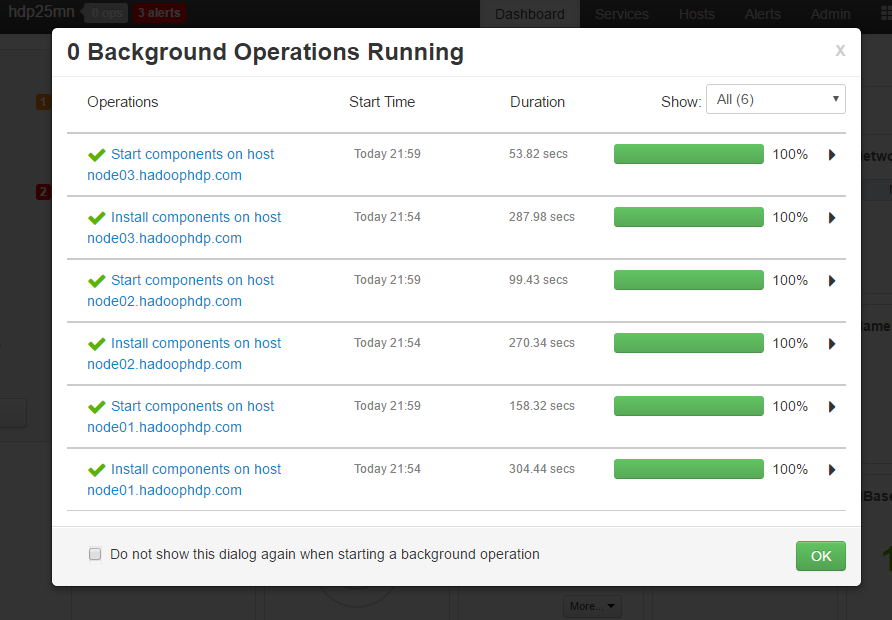 hdp25mn 0 ops 3 alerts Dashboard Services Hosts Alerts Admin
0 Background Operations Running x
Operations Start Time Duration Show: All (6)
1
Start components on host Today 21:59 53.82 secs 100%
node03.hadoophdp.com
2
Install components on host Today 21:54 287.98 secs 100%
node03.hadoophdp.com
Start components on host Today 21:59 99.43 secs 100%
node02.hadoophdp.com
Install components on host Today 21:54 270.34 secs 100%
node02.hadoophdp.com
Start components on host Today 21:59 158.32 secs 100%
node01.hadoophdp.com
Install components on host Today 21:54 304.44 secs 100%
node01.hadoophdp.com
Do not show this dialog again when starting a background operation OK
More...